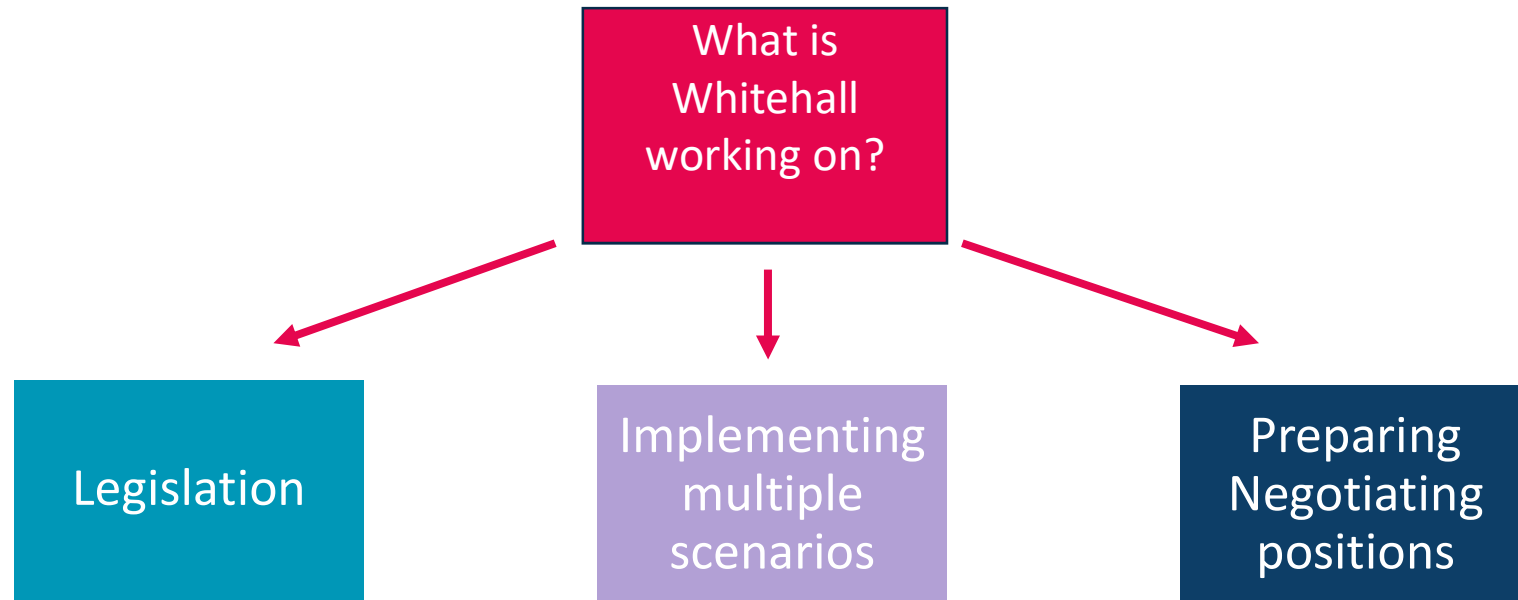 What is
Whitehall
working on?
Legislation
Implementing
multiple
scenarios
Preparing
Negotiating
positions